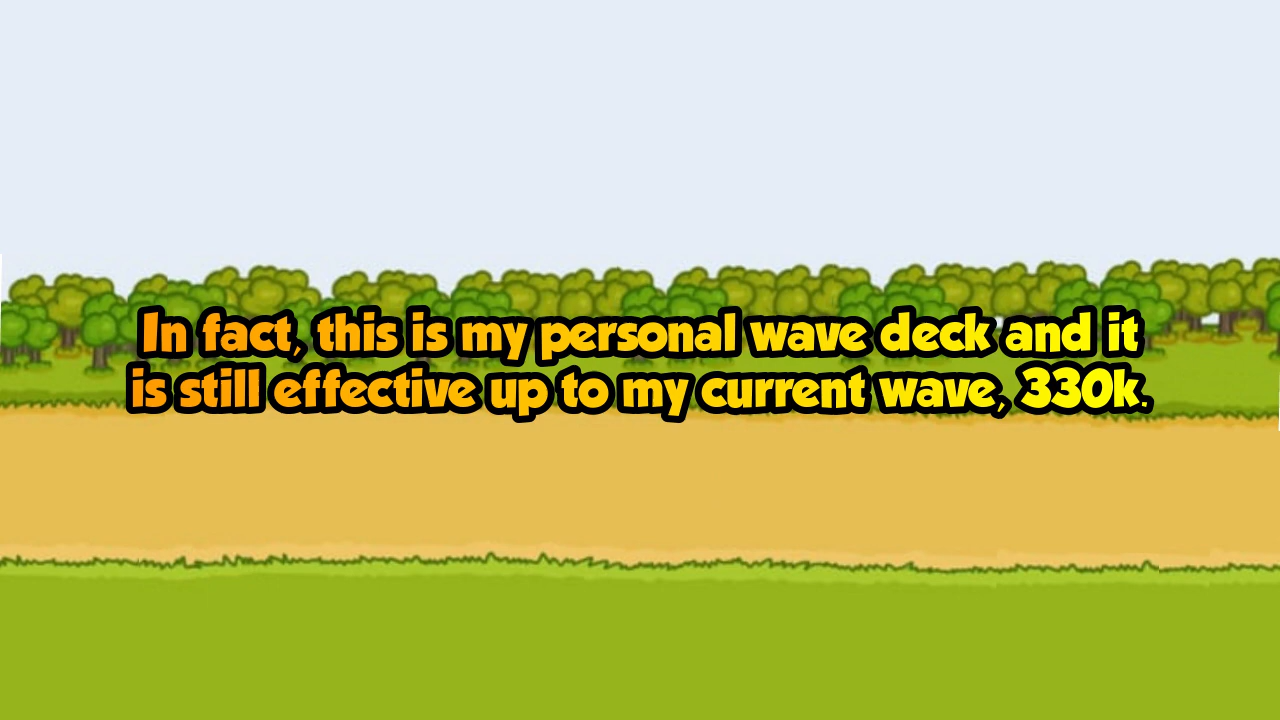 In fact, this is my personal wave deck and it
is still effective up to my current wave, 330k.